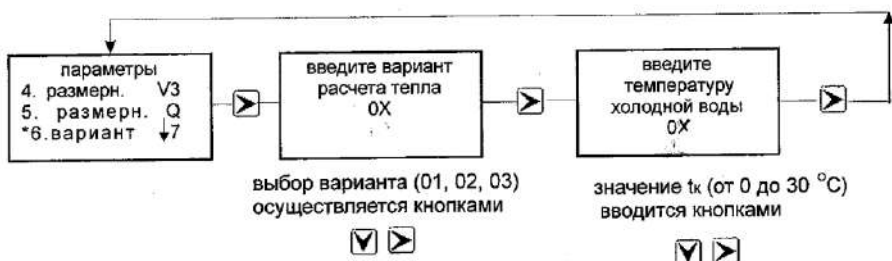 параметры
4. размерн. V3
5. размерн. Q
*6.вариант ↓7
введите вариант
расчета тепла
0X
введите
температуру
холодной воды
0X
выбор варианта (01, 02, 03)
осуществляется кнопками
значение tк (от 0 до 30 °C)
вводится кнопками